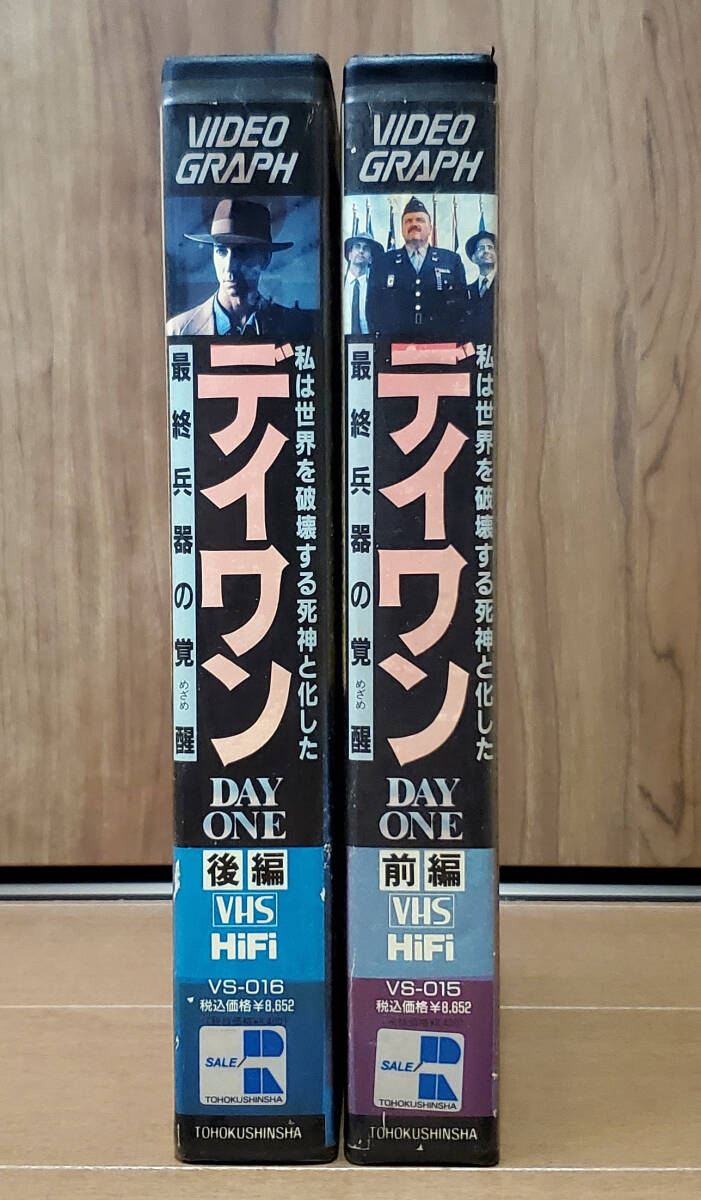 VIDEO
GRAPH
私は世界を破壊する死神と化した
デイワン
最終兵器の覚醒
めざめ
DAY
ONE
後編
VHS
HiFi
VS-016
税込価格¥8,652
SALE
R
TOHOKUSHINSHA
TOHOKUSHINSHA
VIDEO
GRAPH
私は世界を破壊する死神と化した
デイワン
最終兵器の覚醒
めざめ
DAY
ONE
前編
VHS
HiFi
VS-015
税込価格¥8,652
SALE
R
TOHOKUSHINSHA
TOHOKUSHINSHA